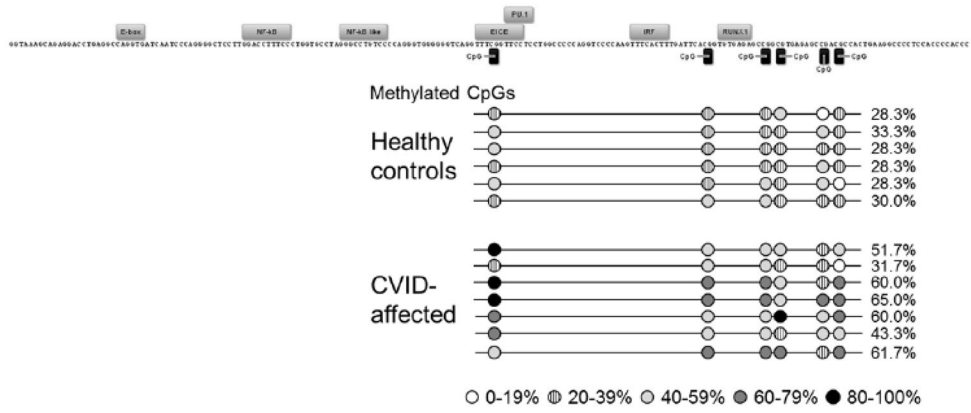 PU.1
E-box NF-kB NF-kB like EICE IRF RUNX1
CpG CpG CpG CpG CpG
CpG
Methylated CpGs
28.3%
33.3%
Healthy
28.3%
controls
28.3%
28.3%
30.0%
51.7%
31.7%
CVID-
60.0%
affected
65.0%
60.0%
43.3%
61.7%
0-19% 20-39% 40-59% 60-79% 80-100%